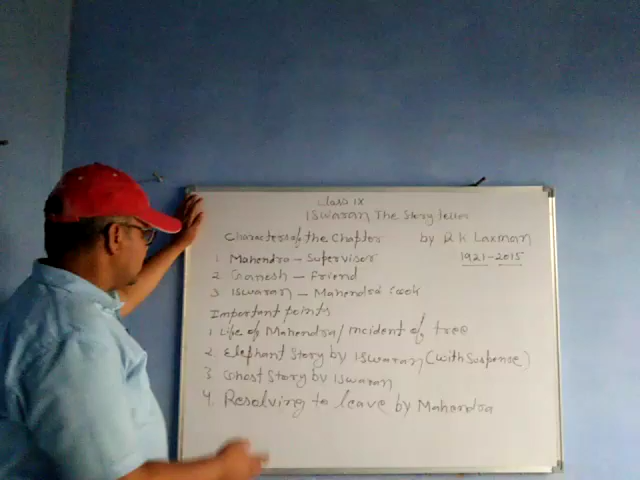 Class IX
Iswaran The Story teller
Characters of the Chapter by R K Laxman
1 Mahendra - Supervisor 1921-2015
2 Ganesh - Friend
3 Iswaran - Mahendra Cook
Important points
1 Life of Mahendra/ incident of tree
2 Elephant Story by Iswaran (with Suspense)
3 Ghost Story by Iswaran
4. Resolving to leave by Mahendra